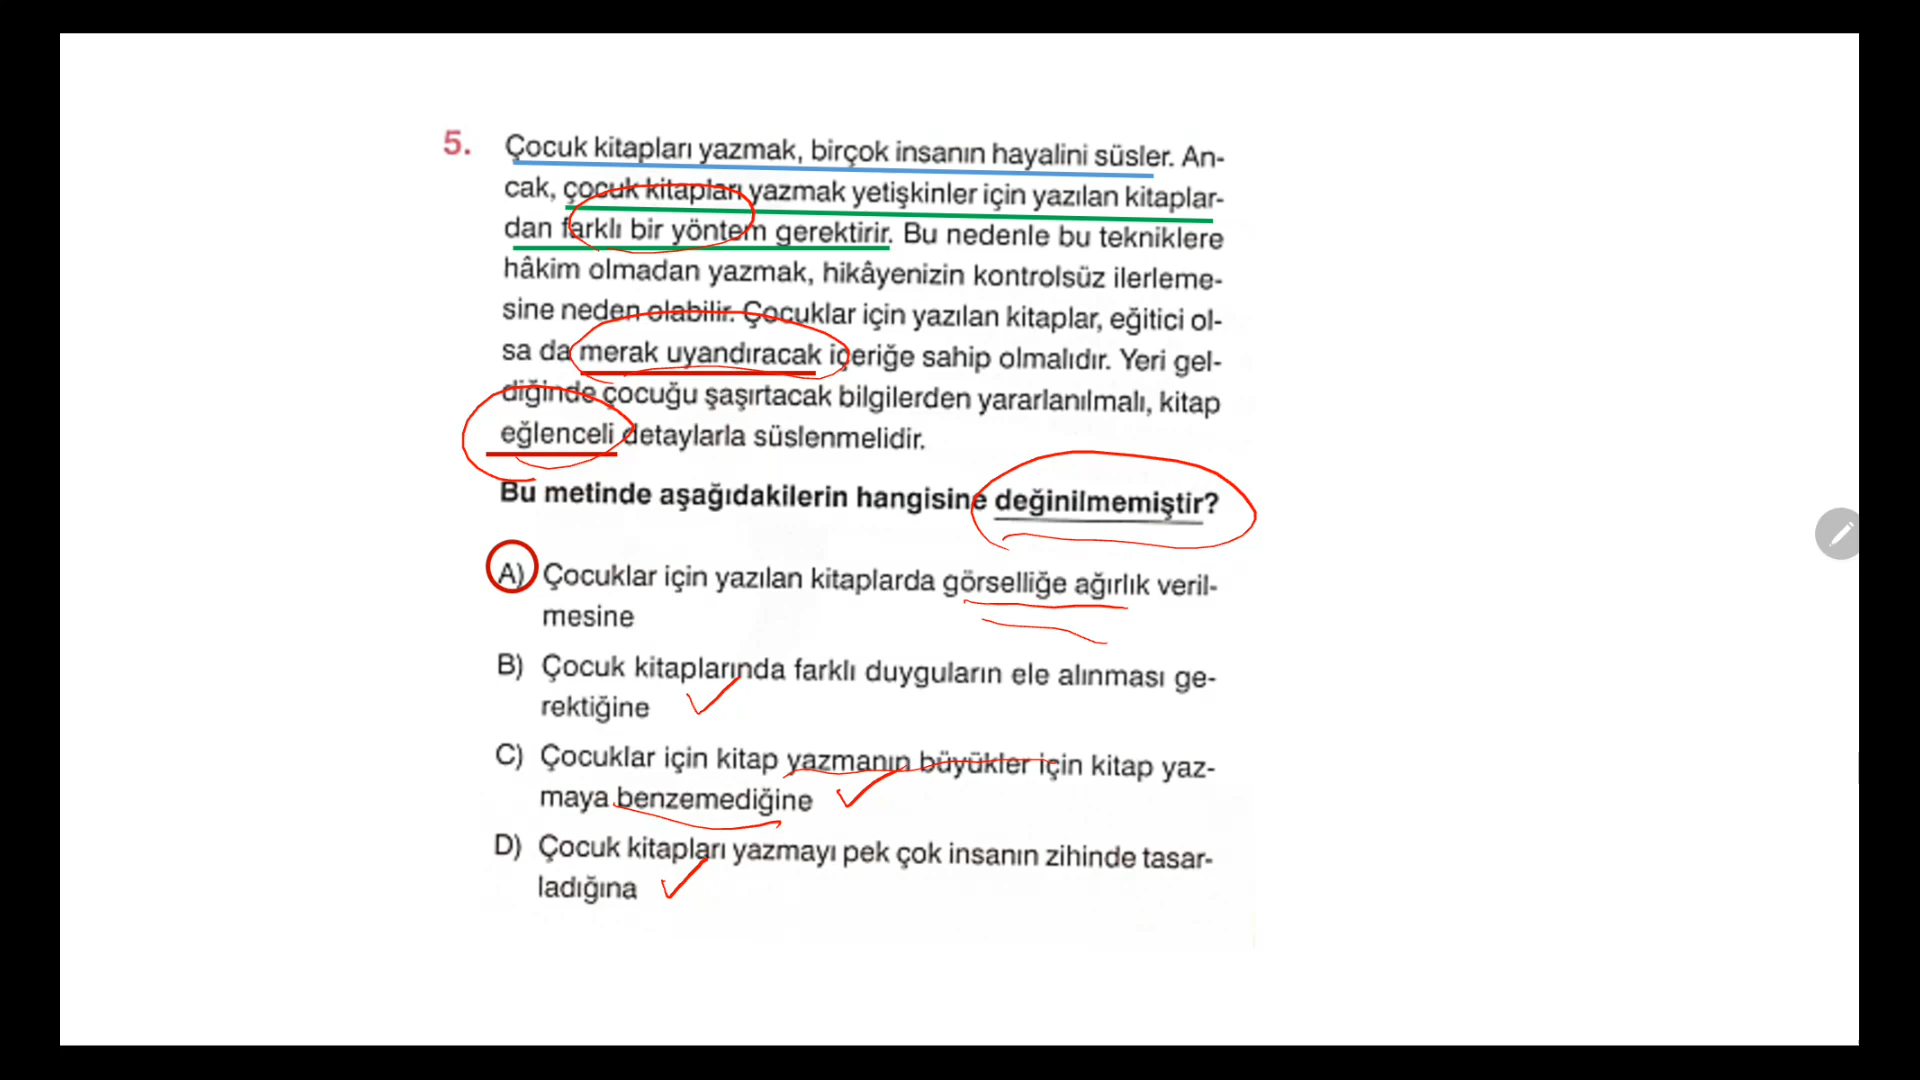 5. Çocuk kitapları yazmak, birçok insanın hayalini süsler. An-
cak, çocuk kitapları yazmak yetişkinler için yazılan kitaplar-
dan farklı bir yöntem gerektirir. Bu nedenle bu tekniklere
hâkim olmadan yazmak, hikâyenizin kontrolsüz ilerleme-
sine neden olabilir. Çocuklar için yazılan kitaplar, eğitici ol-
sa da merak uyandıracak içeriğe sahip olmalıdır. Yeri gel-
diğinde çocuğu şaşırtacak bilgilerden yararlanılmalı, kitap
eğlenceli detaylarla süslenmelidir.
Bu metinde aşağıdakilerin hangisine değinilmemiştir?
A) Çocuklar için yazılan kitaplarda görselliğe ağırlık veril-
mesine
B) Çocuk kitaplarında farklı duyguların ele alınması ge-
rektiğine
C) Çocuklar için kitap yazmanın büyükler için kitap yaz-
maya benzemediğine
D) Çocuk kitapları yazmayı pek çok insanın zihinde tasar-
ladığına